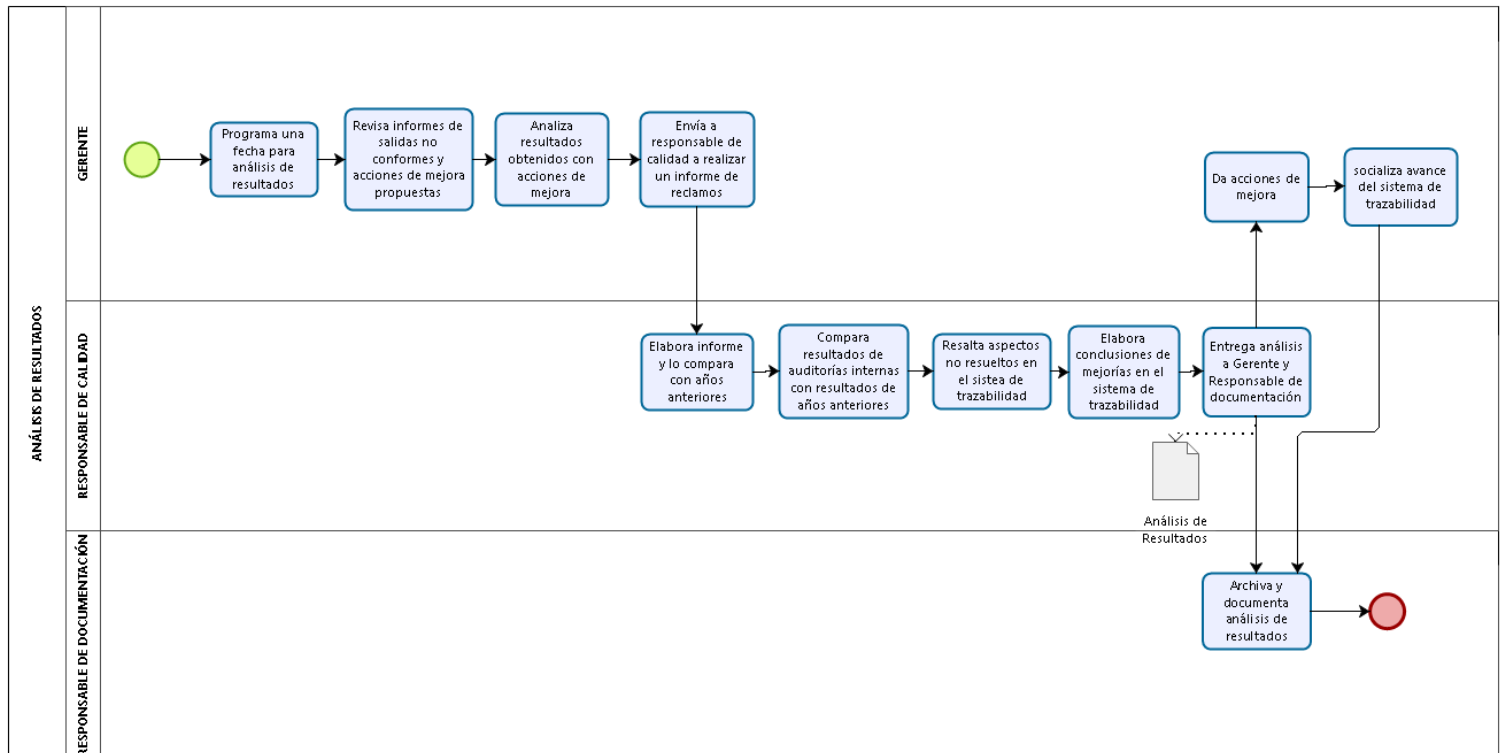 ANÁLISIS DE RESULTADOS
GERENTE
Programa una
fecha para
análisis de
resultados
Revisa informes de
salidas no
conformes y
acciones de mejora
propuestas
Analiza
resultados
obtenidos con
acciones de
mejora
Envía a
responsable de
calidad a realizar
un informe de
reclamos
Da acciones de
mejora
socializa avance
del sistema de
trazabilidad
RESPONSABLE DE CALIDAD
Elabora informe
y lo compara
con años
anteriores
Compara
resultados de
auditorías internas
con resultados de
años anteriores
Resalta aspectos
no resueltos en
el sistea de
trazabilidad
Elabora
conclusiones de
mejorías en el
sistema de
trazabilidad
Entrega análisis
a Gerente y
Responsable de
documentación
Análisis de
Resultados
RESPONSABLE DE DOCUMENTACIÓN
Archiva y
documenta
análisis de
resultados